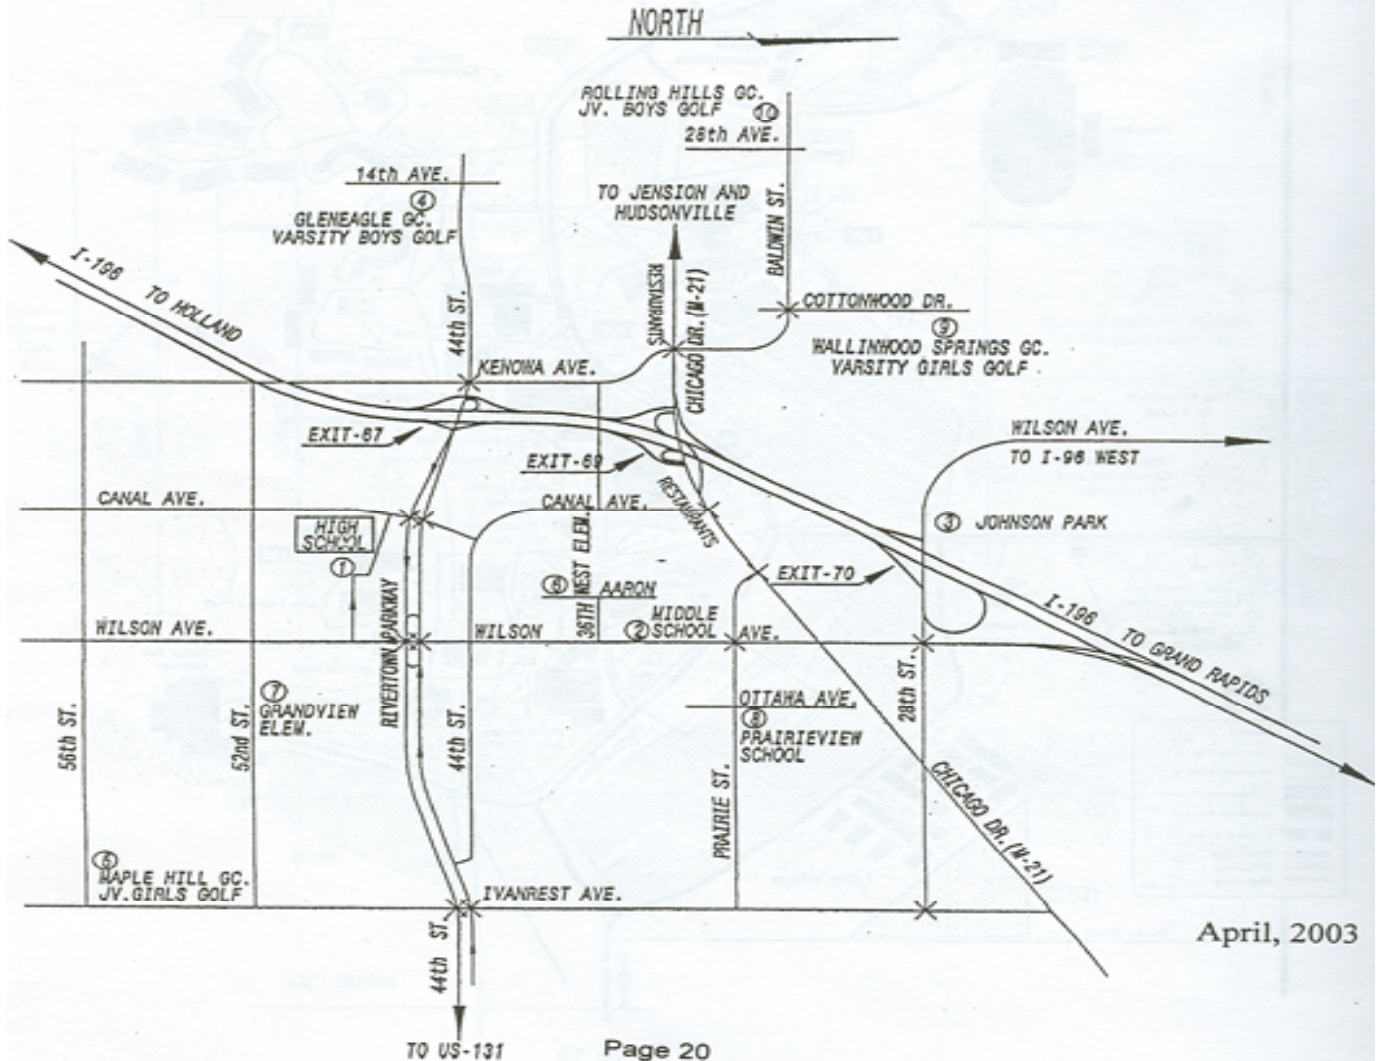 NORTH
ROLLING HILLS GC.
JV. BOYS GOLF 10
28th AVE.
14th AVE.
4
GLENEAGLE GC.
VARSITY BOYS GOLF
TO JENSION AND
HUDSONVILLE
BALDWIN ST.
I-196 TO HOLLAND
44th ST.
RESTAURANTS
CHICAGO DR. (M-21)
COTTONWOOD DR.
9
WALLINWOOD SPRINGS GC.
VARSITY GIRLS GOLF
KENOWA AVE.
EXIT-67
EXIT-69
WILSON AVE.
TO I-96 WEST
CANAL AVE.
CANAL AVE.
RESTAURANTS
HIGH
SCHOOL
1
3 JOHNSON PARK
EXIT-70
6 AARON
36TH WEST ELEM.
MIDDLE
2 SCHOOL
I-196 TO GRAND RAPIDS
WILSON AVE.
RIVERTOWN PARKWAY
WILSON AVE.
7
GRANDVIEW
ELEM.
OTTAWA AVE.
8
PRAIRIEVIEW
SCHOOL
56th ST.
52nd ST.
44th ST.
28th ST.
PRAIRIE ST.
CHICAGO DR. (M-21)
5
MAPLE HILL GC.
JV. GIRLS GOLF
IVANREST AVE.
44th ST.
April, 2003
TO US-131
Page 20